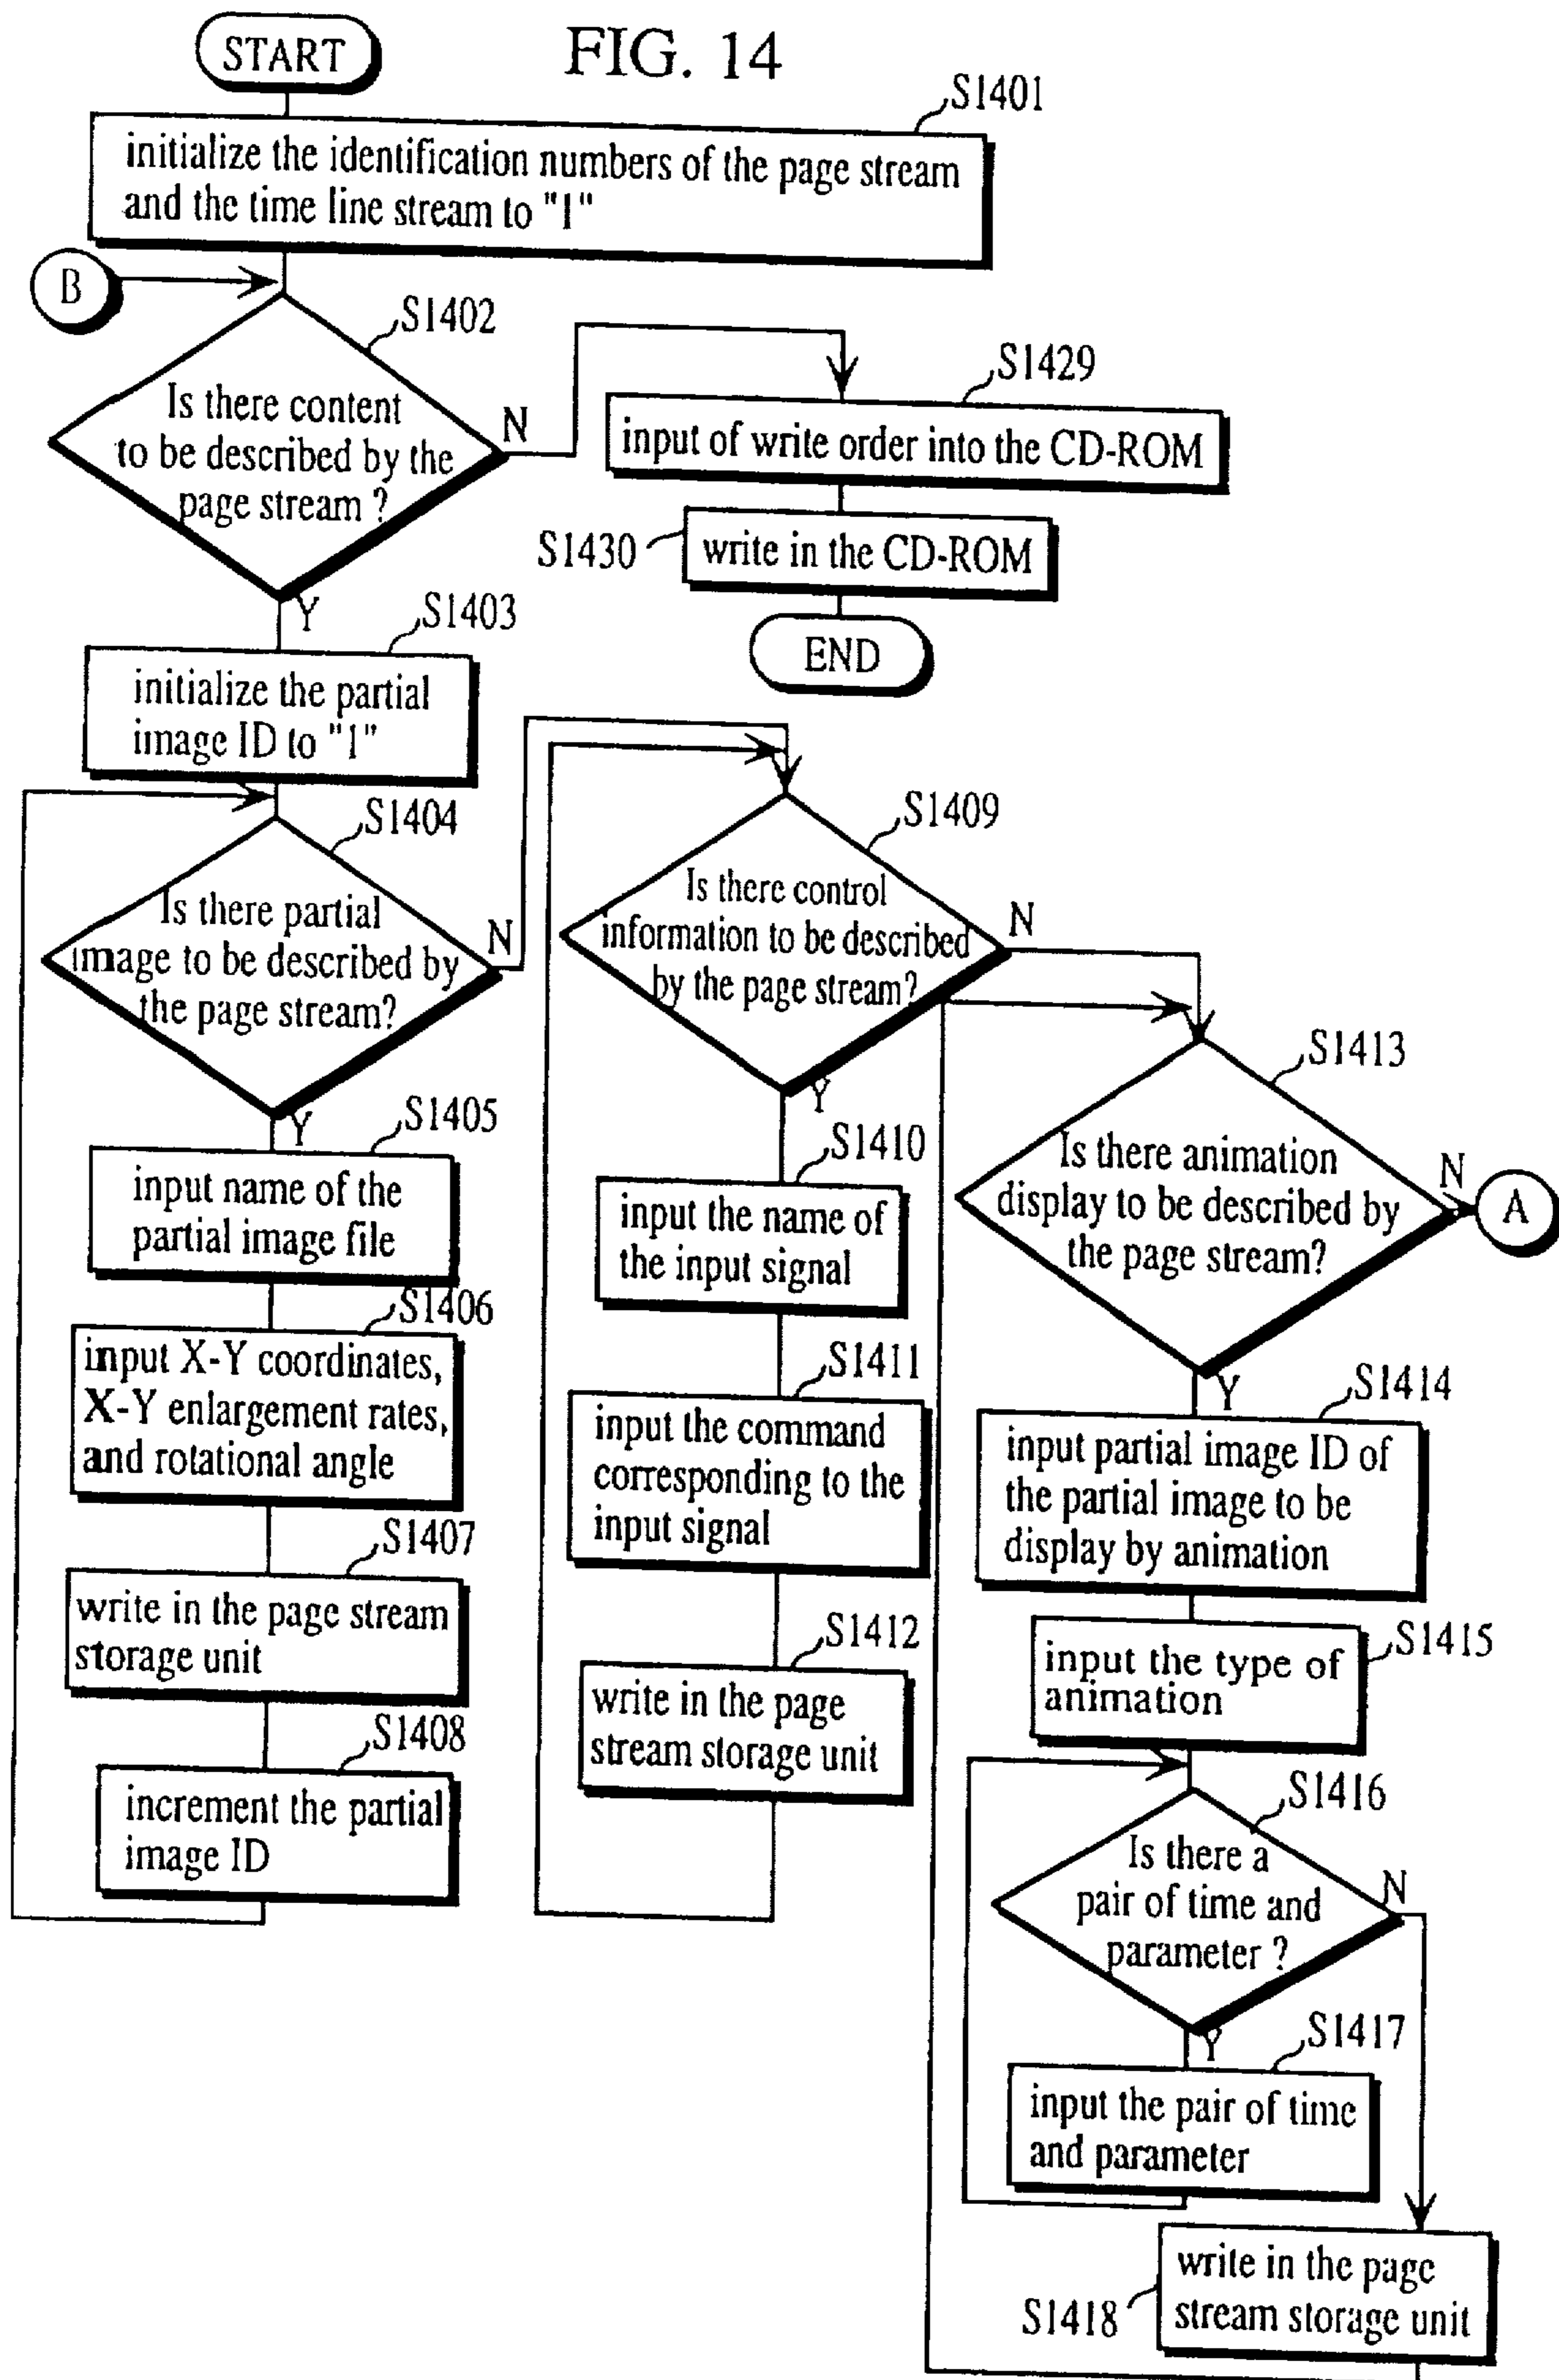 FIG. 14
START
S1401
initialize the identification numbers of the page stream
and the time line stream to "1"
B
S1402
Is there content
to be described by the
page stream ?
N
Y
S1429
input of write order into the CD-ROM
S1430
write in the CD-ROM
END
S1403
initialize the partial
image ID to "1"
S1404
Is there partial
image to be described by
the page stream?
N
Y
S1405
input name of the
partial image file
S1406
input X-Y coordinates,
X-Y enlargement rates,
and rotational angle
S1407
write in the page stream
storage unit
S1408
increment the partial
image ID
S1409
Is there control
information to be described
by the page stream?
N
Y
S1410
input the name of
the input signal
S1411
input the command
corresponding to the
input signal
S1412
write in the page
stream storage unit
S1413
Is there animation
display to be described by
the page stream?
N
A
Y
S1414
input partial image ID of
the partial image to be
display by animation
S1415
input the type of
animation
S1416
Is there a
pair of time and
parameter ?
N
Y
S1417
input the pair of time
and parameter
S1418
write in the page
stream storage unit